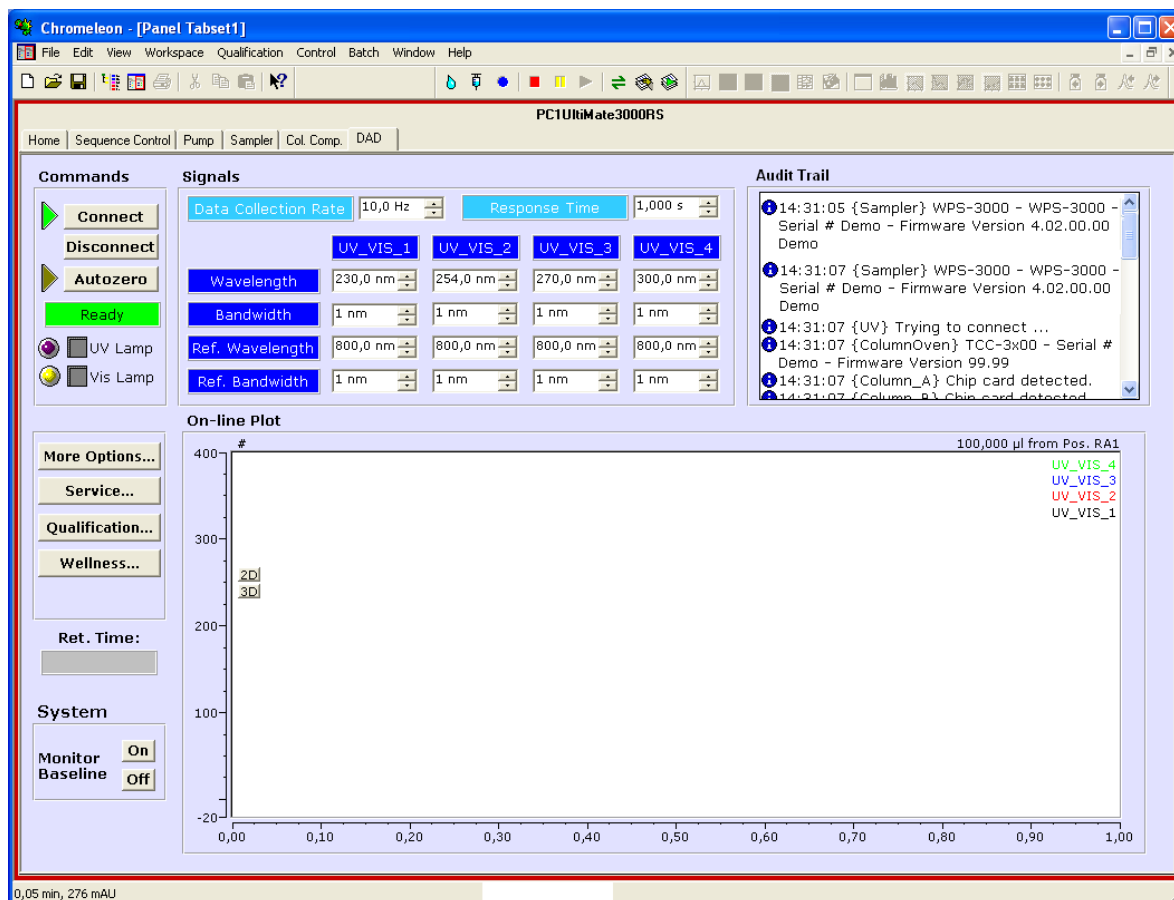 Chromeleon - [Panel Tabset1]
File Edit View Workspace Qualification Control Batch Window Help
PC1UltiMate3000RS
Home Sequence Control Pump Sampler Col. Comp. DAD
Commands
Connect
Disconnect
Autozero
Ready
UV Lamp
Vis Lamp
Signals
Data Collection Rate 10,0 Hz Response Time 1,000 s
UV_VIS_1 UV_VIS_2 UV_VIS_3 UV_VIS_4
Wavelength 230,0 nm 254,0 nm 270,0 nm 300,0 nm
Bandwidth 1 nm 1 nm 1 nm 1 nm
Ref. Wavelength 800,0 nm 800,0 nm 800,0 nm 800,0 nm
Ref. Bandwidth 1 nm 1 nm 1 nm 1 nm
Audit Trail
14:31:05 {Sampler} WPS-3000 - WPS-3000 -
Serial # Demo - Firmware Version 4.02.00.00
Demo
14:31:07 {Sampler} WPS-3000 - WPS-3000 -
Serial # Demo - Firmware Version 4.02.00.00
Demo
14:31:07 {UV} Trying to connect ...
14:31:07 {ColumnOven} TCC-3x00 - Serial #
Demo - Firmware Version 99.99
14:31:07 {Column_A} Chip card detected.
14:31:07 {Column_B} Chip card detected
More Options...
Service...
Qualification...
Wellness...
Ret. Time:
System
Monitor
Baseline
On
Off
On-line Plot
# 100,000 µl from Pos. RA1
UV_VIS_4
UV_VIS_3
UV_VIS_2
UV_VIS_1
400
300
200
100
-20
2D
3D
0,00 0,10 0,20 0,30 0,40 0,50 0,60 0,70 0,80 0,90 1,00
0,05 min, 276 mAU